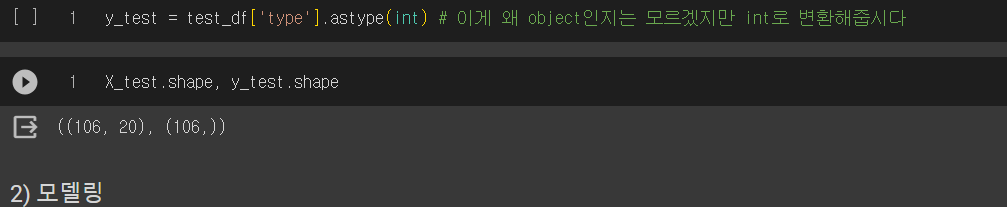 [ ] 1 y_test = test_df['type'].astype(int) # 이게 왜 object인지는 모르겠지만 int로 변환해줍시다
1 X_test.shape, y_test.shape
((106, 20), (106,))
2) 모델링